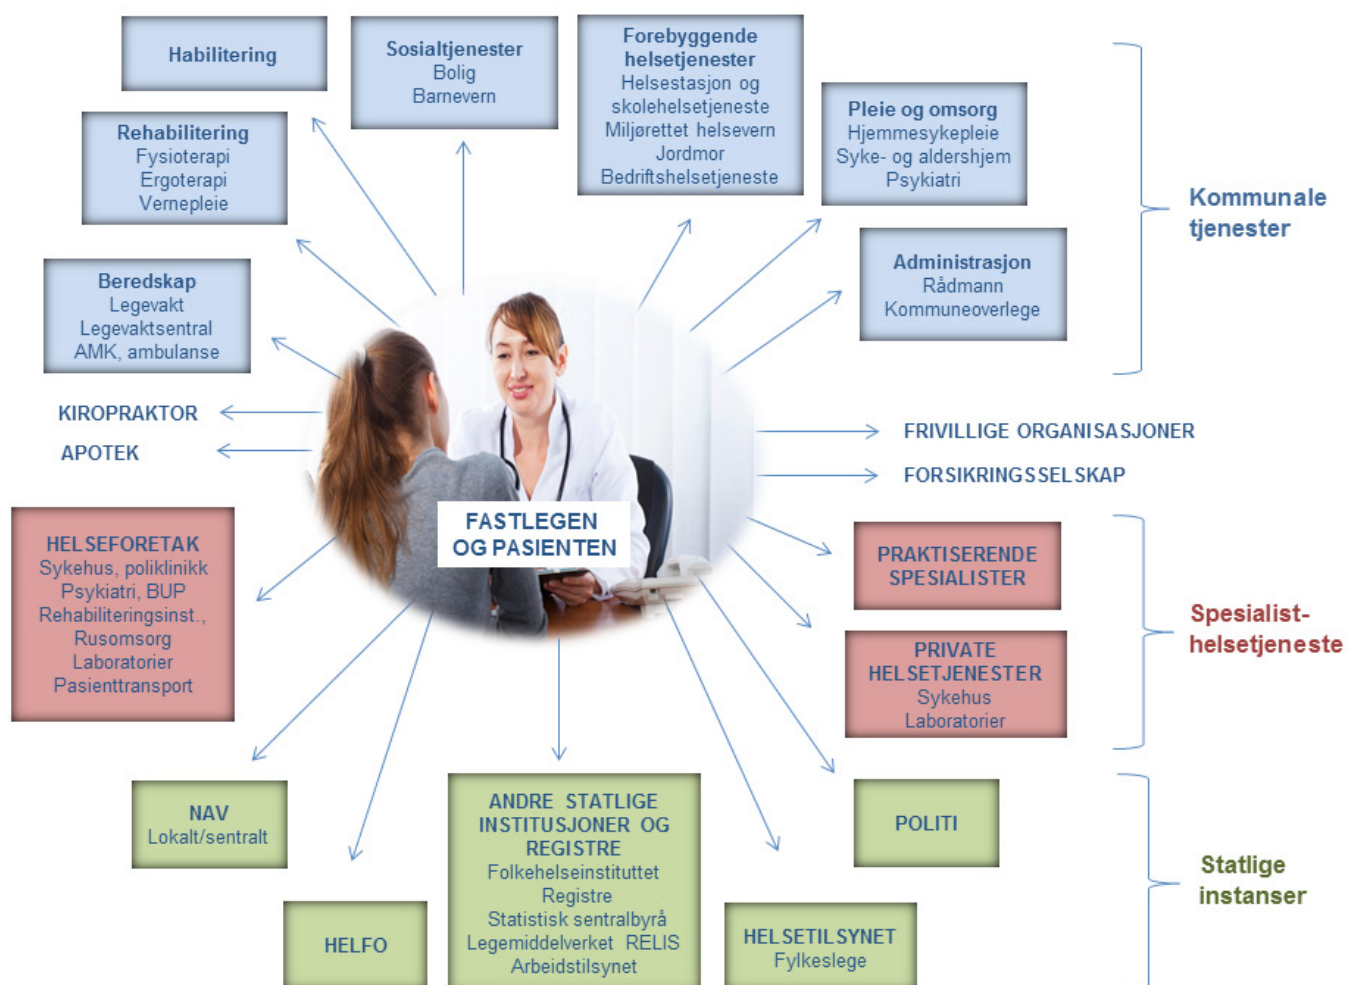 Habilitering
Sosialtjenester
Bolig
Barnevern
Forebyggende
helsetjenester
Helsestasjon og
skolehelsetjeneste
Miljørettet helsevern
Jordmor
Bedriftshelsetjeneste
Pleie og omsorg
Hjemmesykepleie
Syke- og aldershjem
Psykiatri
Rehabilitering
Fysioterapi
Ergoterapi
Vernepleie
Kommunale
tjenester
Administrasjon
Rådmann
Kommuneoverlege
Beredskap
Legevakt
Legevaktsentral
AMK, ambulanse
KIROPRAKTOR
APOTEK
FRIVILLIGE ORGANISASJONER
FORSIKRINGSSELSKAP
FASTLEGEN
OG PASIENTEN
HELSEFORETAK
Sykehus, poliklinikk
Psykiatri, BUP
Rehabiliteringsinst.,
Rusomsorg
Laboratorier
Pasienttransport
PRAKTISERENDE
SPESIALISTER
PRIVATE
HELSETJENESTER
Sykehus
Laboratorier
Spesialist-
helsetjeneste
NAV
Lokalt/sentralt
HELFO
ANDRE STATLIGE
INSTITUSJONER OG
REGISTRE
Folkehelseinstituttet
Registre
Statistisk sentralbyrå
Legemiddelverket RELIS
Arbeidstilsynet
HELSETILSYNET
Fylkeslege
POLITI
Statlige
instanser